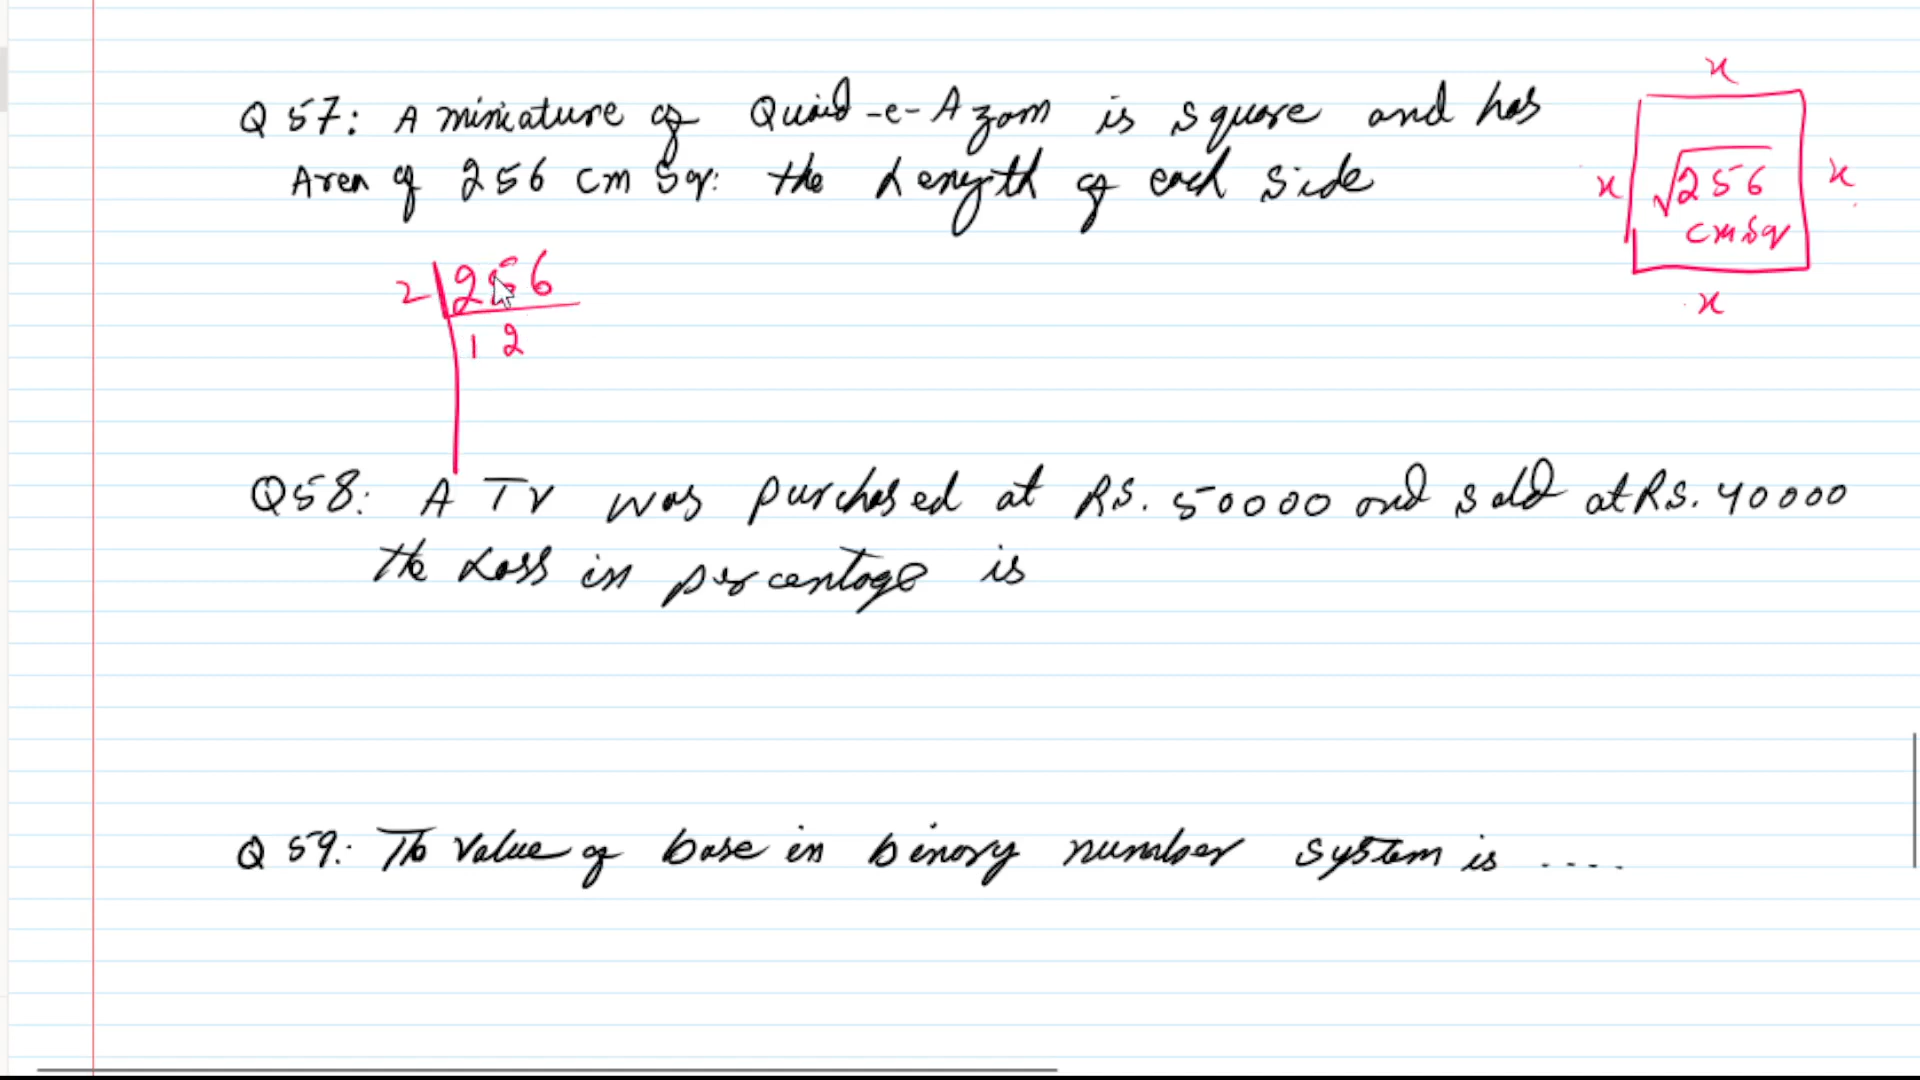 Q 57: A miniature of Quaid-e-Azam is square and has
Area of 256 cm Sq: the Length of each side
x
x √256 x
cm Sq
x
2 256
12
Q58: A TV was purchased at RS. 50000 and sold at RS. 40000
the Loss in percentage is
Q 59: The Value of base in binary number system is ....